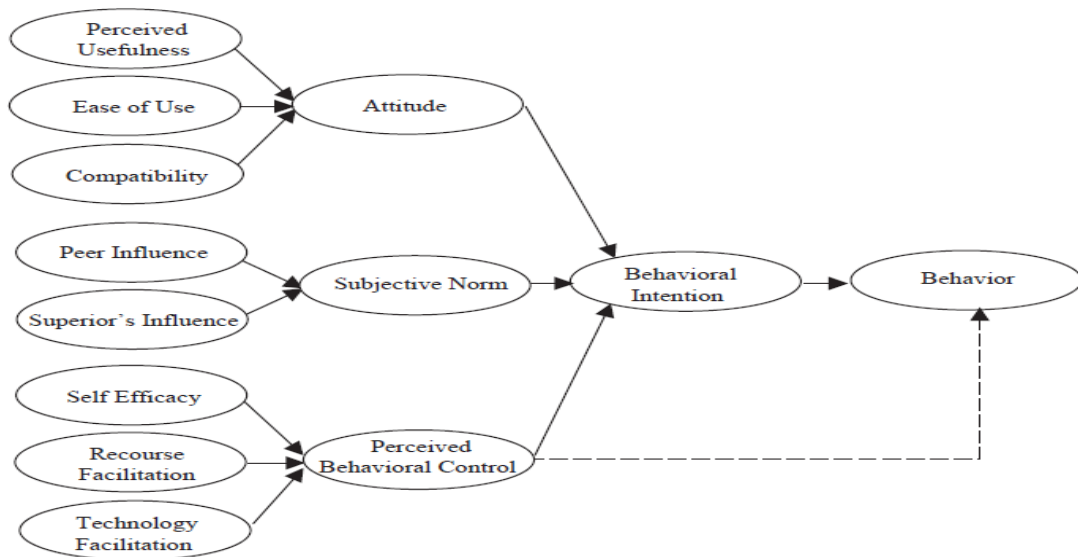 Perceived
Usefulness
Ease of Use
Attitude
Compatibility
Peer Influence
Subjective Norm
Behavioral
Intention
Behavior
Superior's Influence
Self Efficacy
Recourse
Facilitation
Perceived
Behavioral Control
Technology
Facilitation